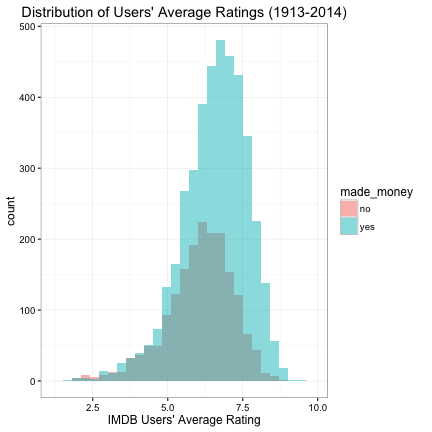 Distribution of Users' Average Ratings (1913-2014)
500
400
300
200
100
0
count
2.5 5.0 7.5 10.0
IMDB Users' Average Rating
made_money
no
yes